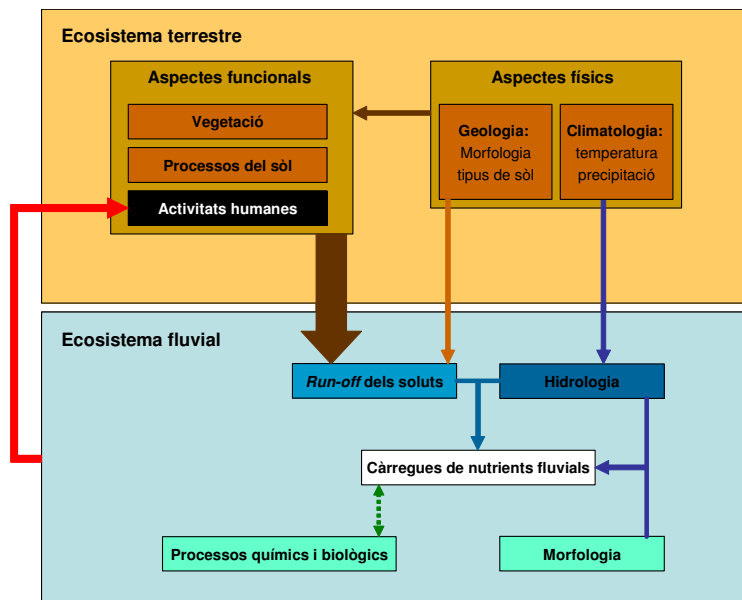 Ecosistema terrestre
Aspectes funcionals
Vegetació
Processos del sòl
Activitats humanes
Aspectes físics
Geologia:
Morfologia
tipus de sòl
Climatologia:
temperatura
precipitació
Ecosistema fluvial
Run-off dels soluts
Hidrologia
Càrregues de nutrients fluvials
Processos químics i biològics
Morfologia